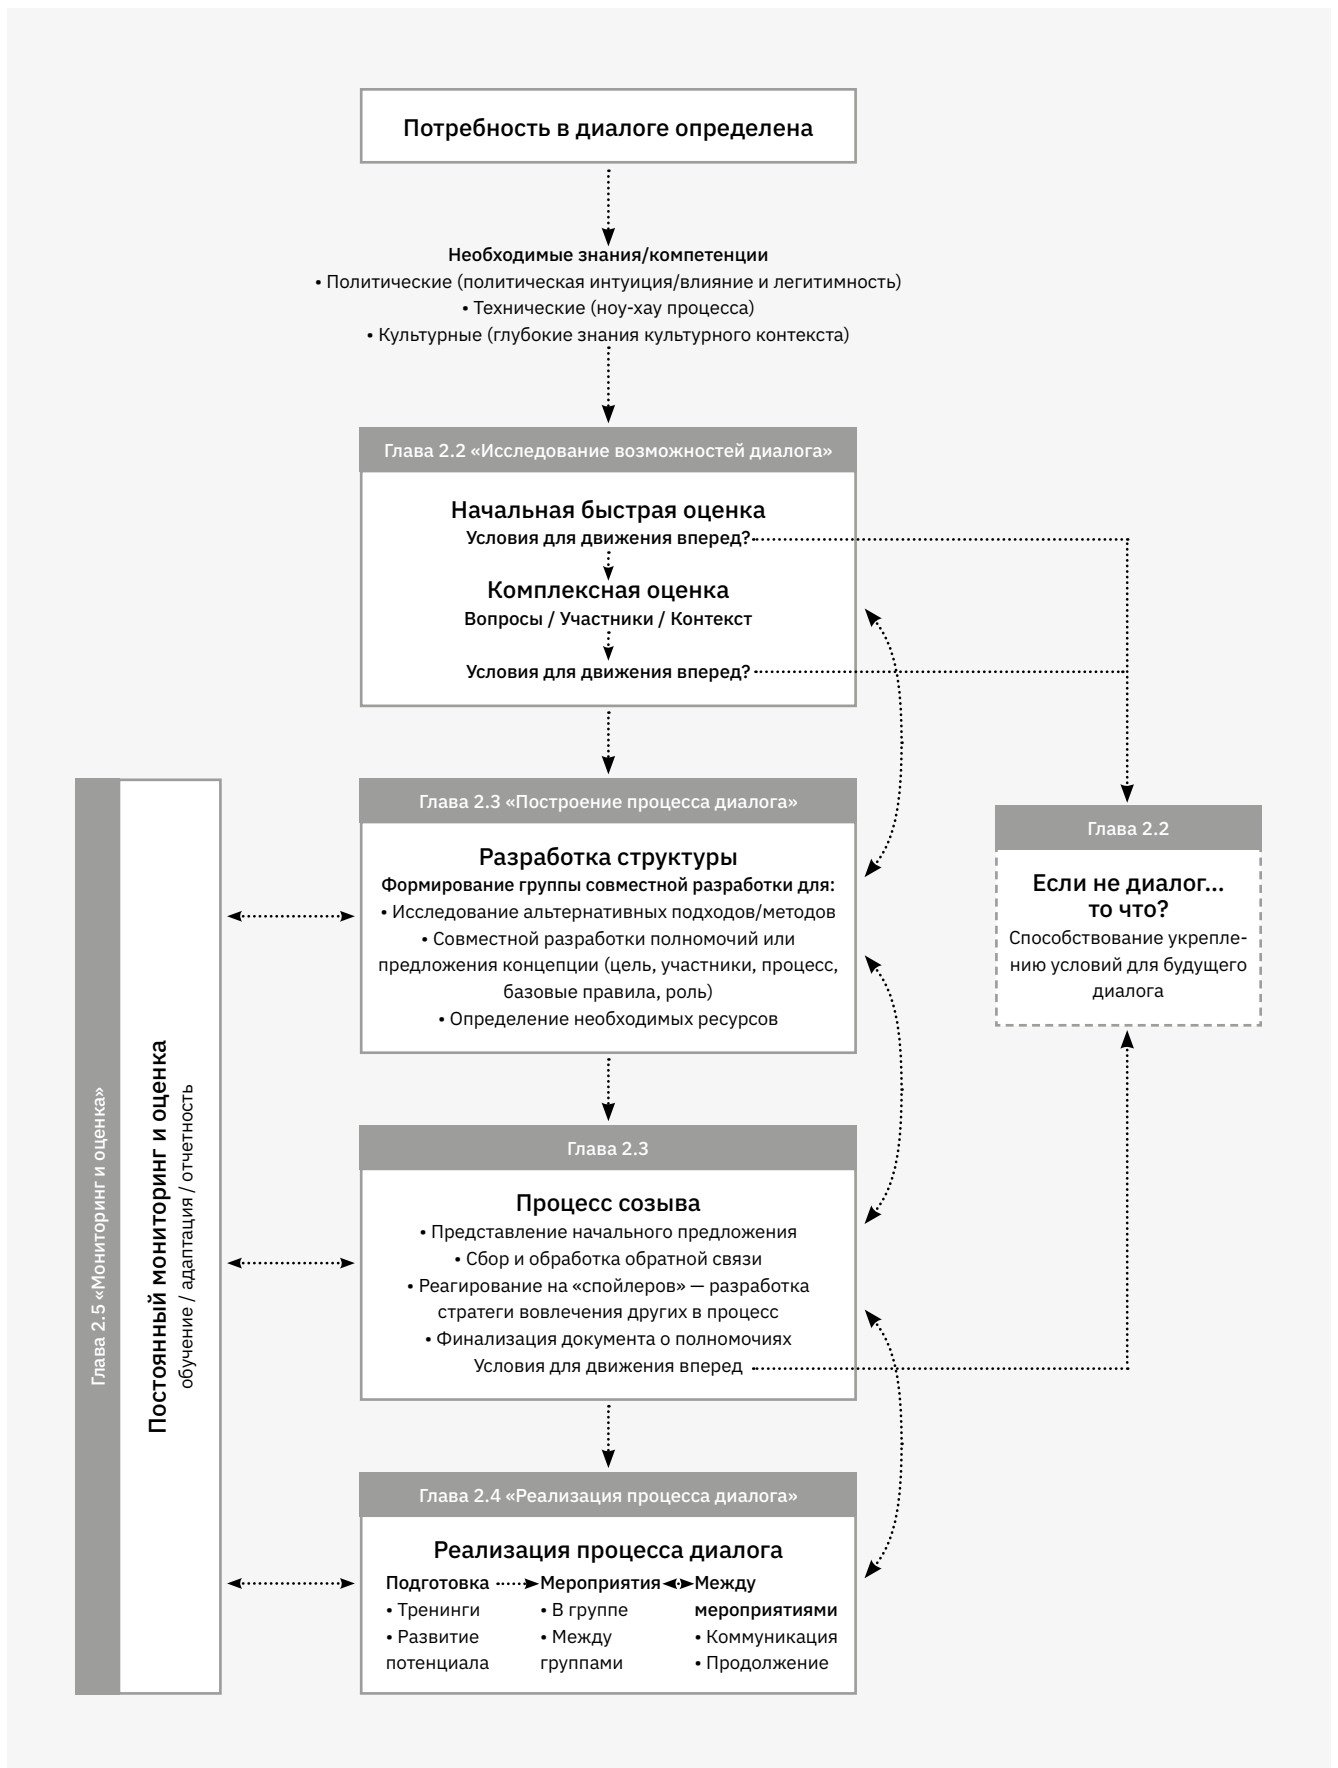 Потребность в диалоге определена
Необходимые знания/компетенции
• Политические (политическая интуиция/влияние и легитимность)
• Технические (ноу-хау процесса)
• Культурные (глубокие знания культурного контекста)
Глава 2.2 «Исследование возможностей диалога»
Начальная быстрая оценка
Условия для движения вперед?
Комплексная оценка
Вопросы / Участники / Контекст
Условия для движения вперед?
Глава 2.3 «Построение процесса диалога»
Разработка структуры
Формирование группы совместной разработки для:
• Исследование альтернативных подходов/методов
• Совместной разработки полномочий или
предложения концепции (цель, участники, процесс,
базовые правила, роль)
• Определение необходимых ресурсов
Глава 2.2
Если не диалог...
то что?
Способствование укрепле-
нию условий для будущего
диалога
Глава 2.5 «Мониторинг и оценка»
Постоянный мониторинг и оценка
обучение / адаптация / отчетность
Глава 2.3
Процесс созыва
• Представление начального предложения
• Сбор и обработка обратной связи
• Реагирование на «спойлеров» — разработка
стратеги вовлечения других в процесс
• Финализация документа о полномочиях
Условия для движения вперед
Глава 2.4 «Реализация процесса диалога»
Реализация процесса диалога
Подготовка
• Тренинги
• Развитие
потенциала
Мероприятия
• В группе
• Между
группами
Между
мероприятиями
• Коммуникация
• Продолжение